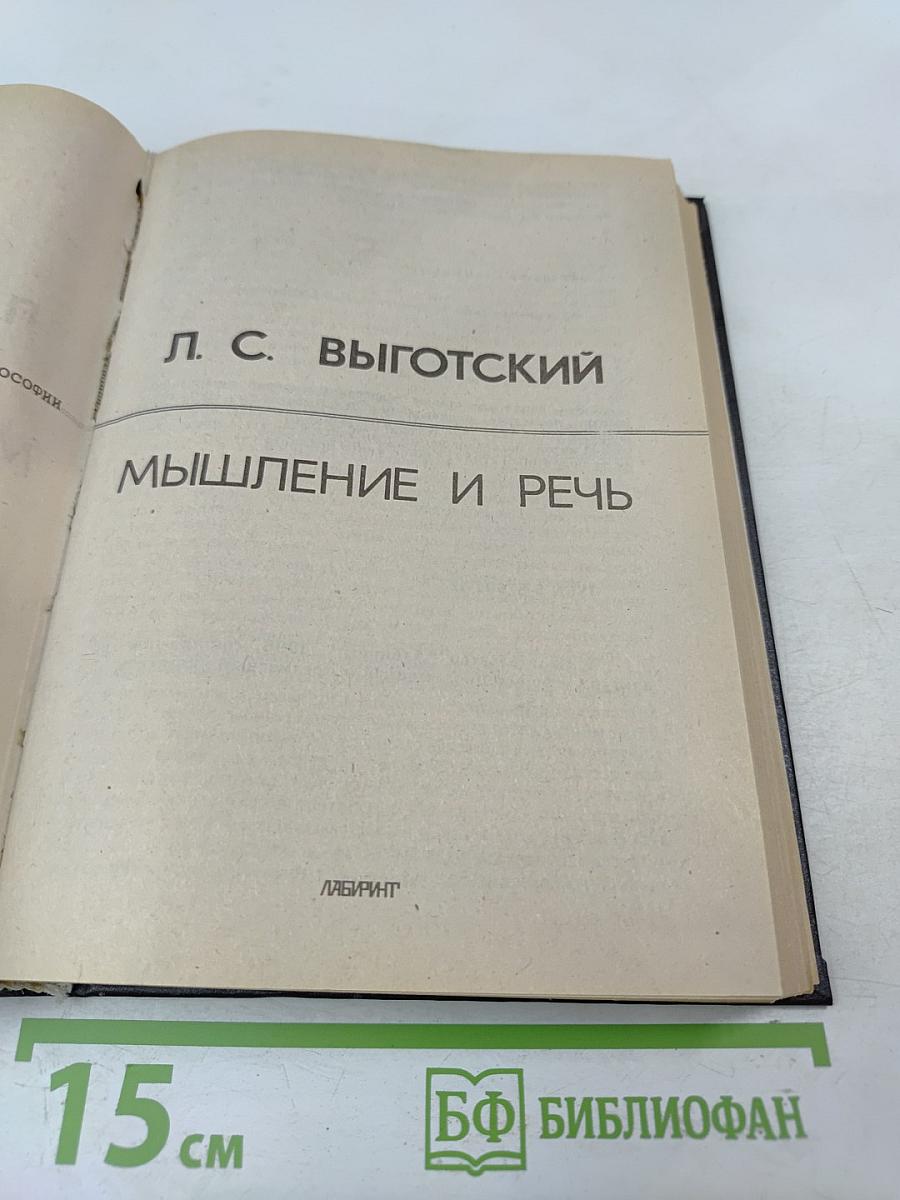 Л. С. ВЫГОТСКИЙ
МЫШЛЕНИЕ И РЕЧЬ
ЛАБИРИНТ
15 см
БФ БИБЛИОФАН